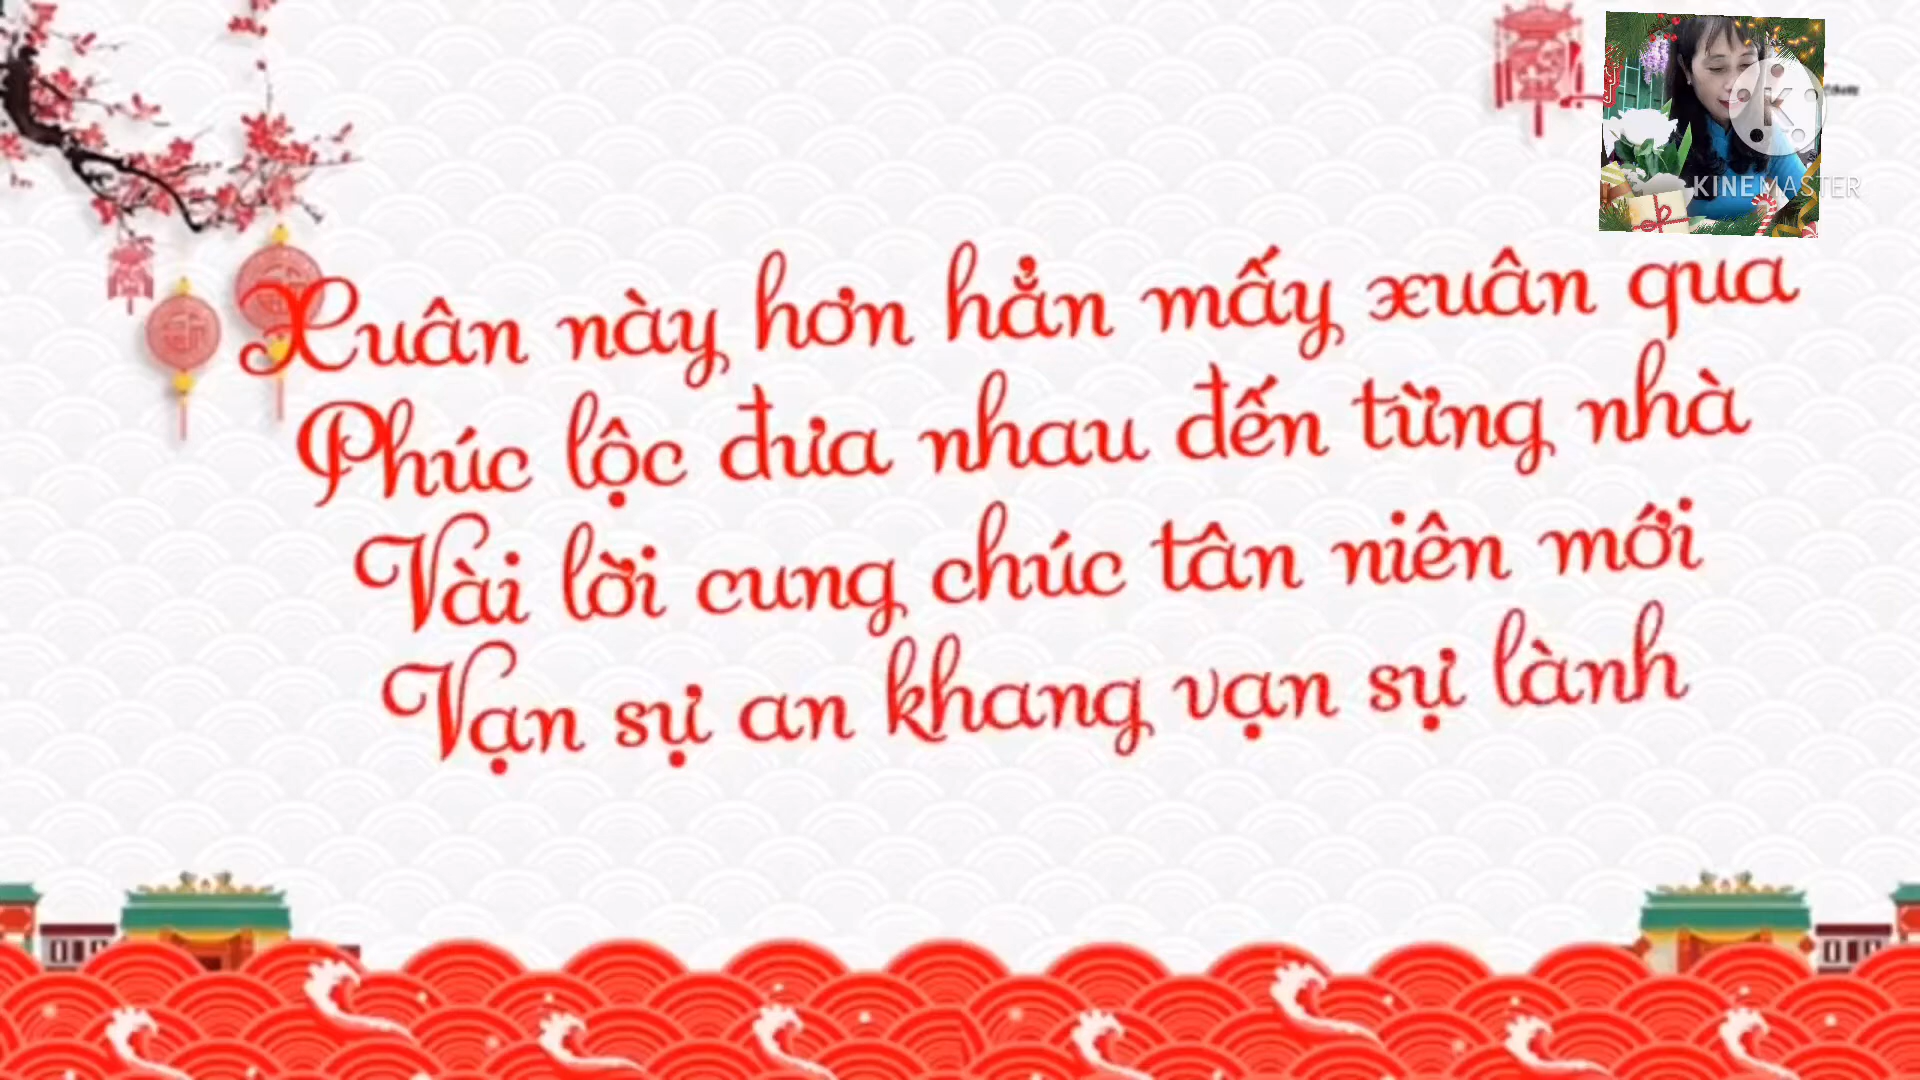 KINEMASTER
Xuân này hơn hẳn mấy xuân qua
Phúc lộc đưa nhau đến từng nhà
Vài lời cung chúc tân niên mới
Vạn sự an khang vạn sự lành